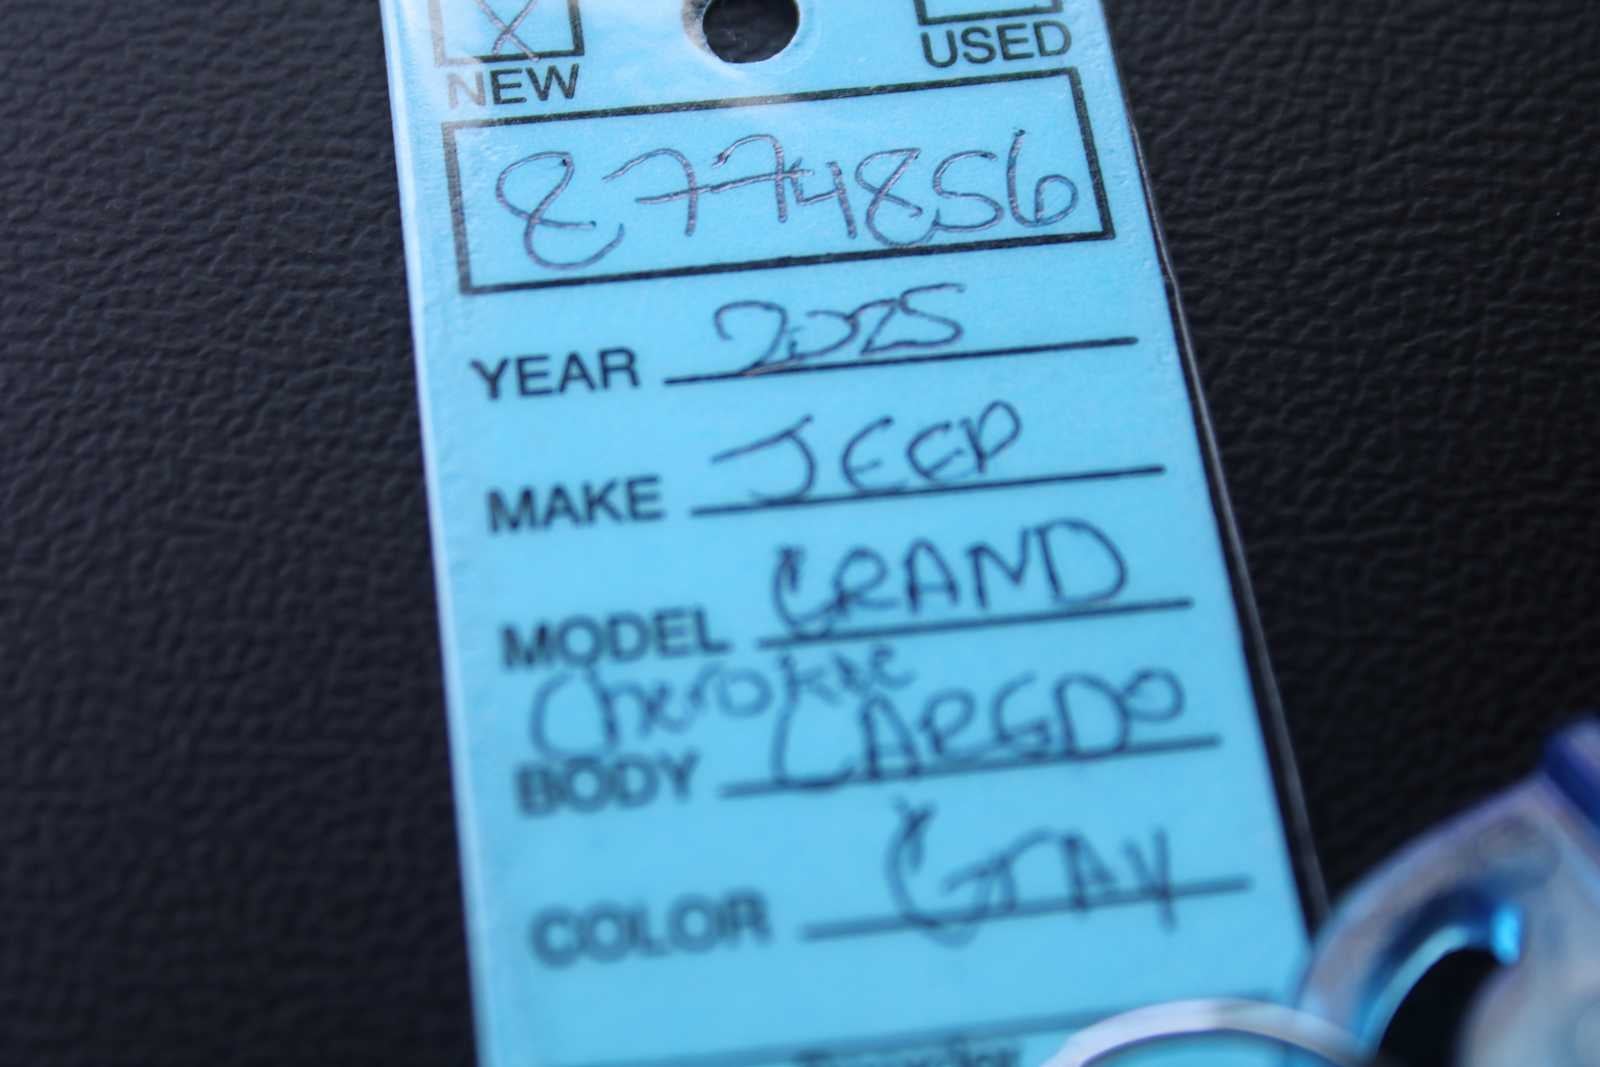 NEW USED
8774856
YEAR 2025
MAKE JEEP
MODEL GRAND
Cherokee
BODY LAREDO
COLOR GRAY